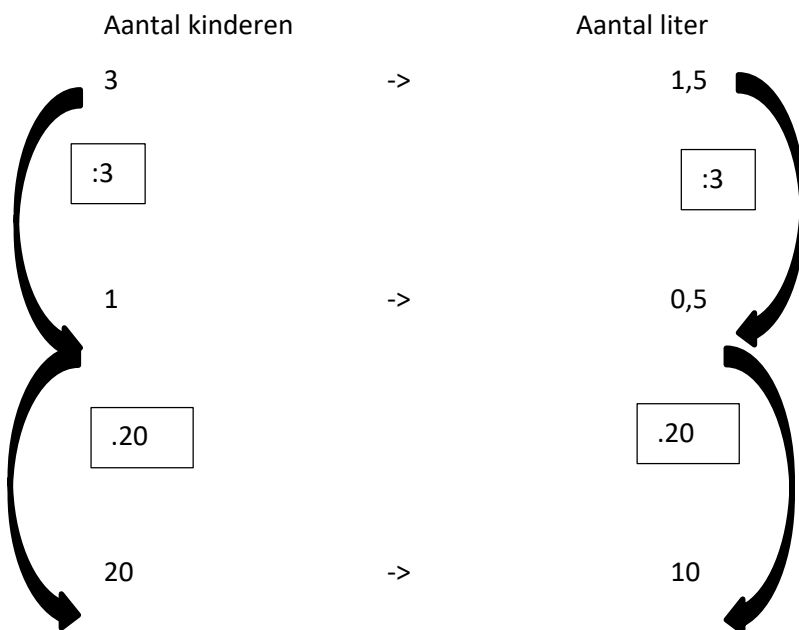 Aantal kinderen Aantal liter
3 -> 1,5
:3 :3
1 -> 0,5
.20 .20
20 -> 10